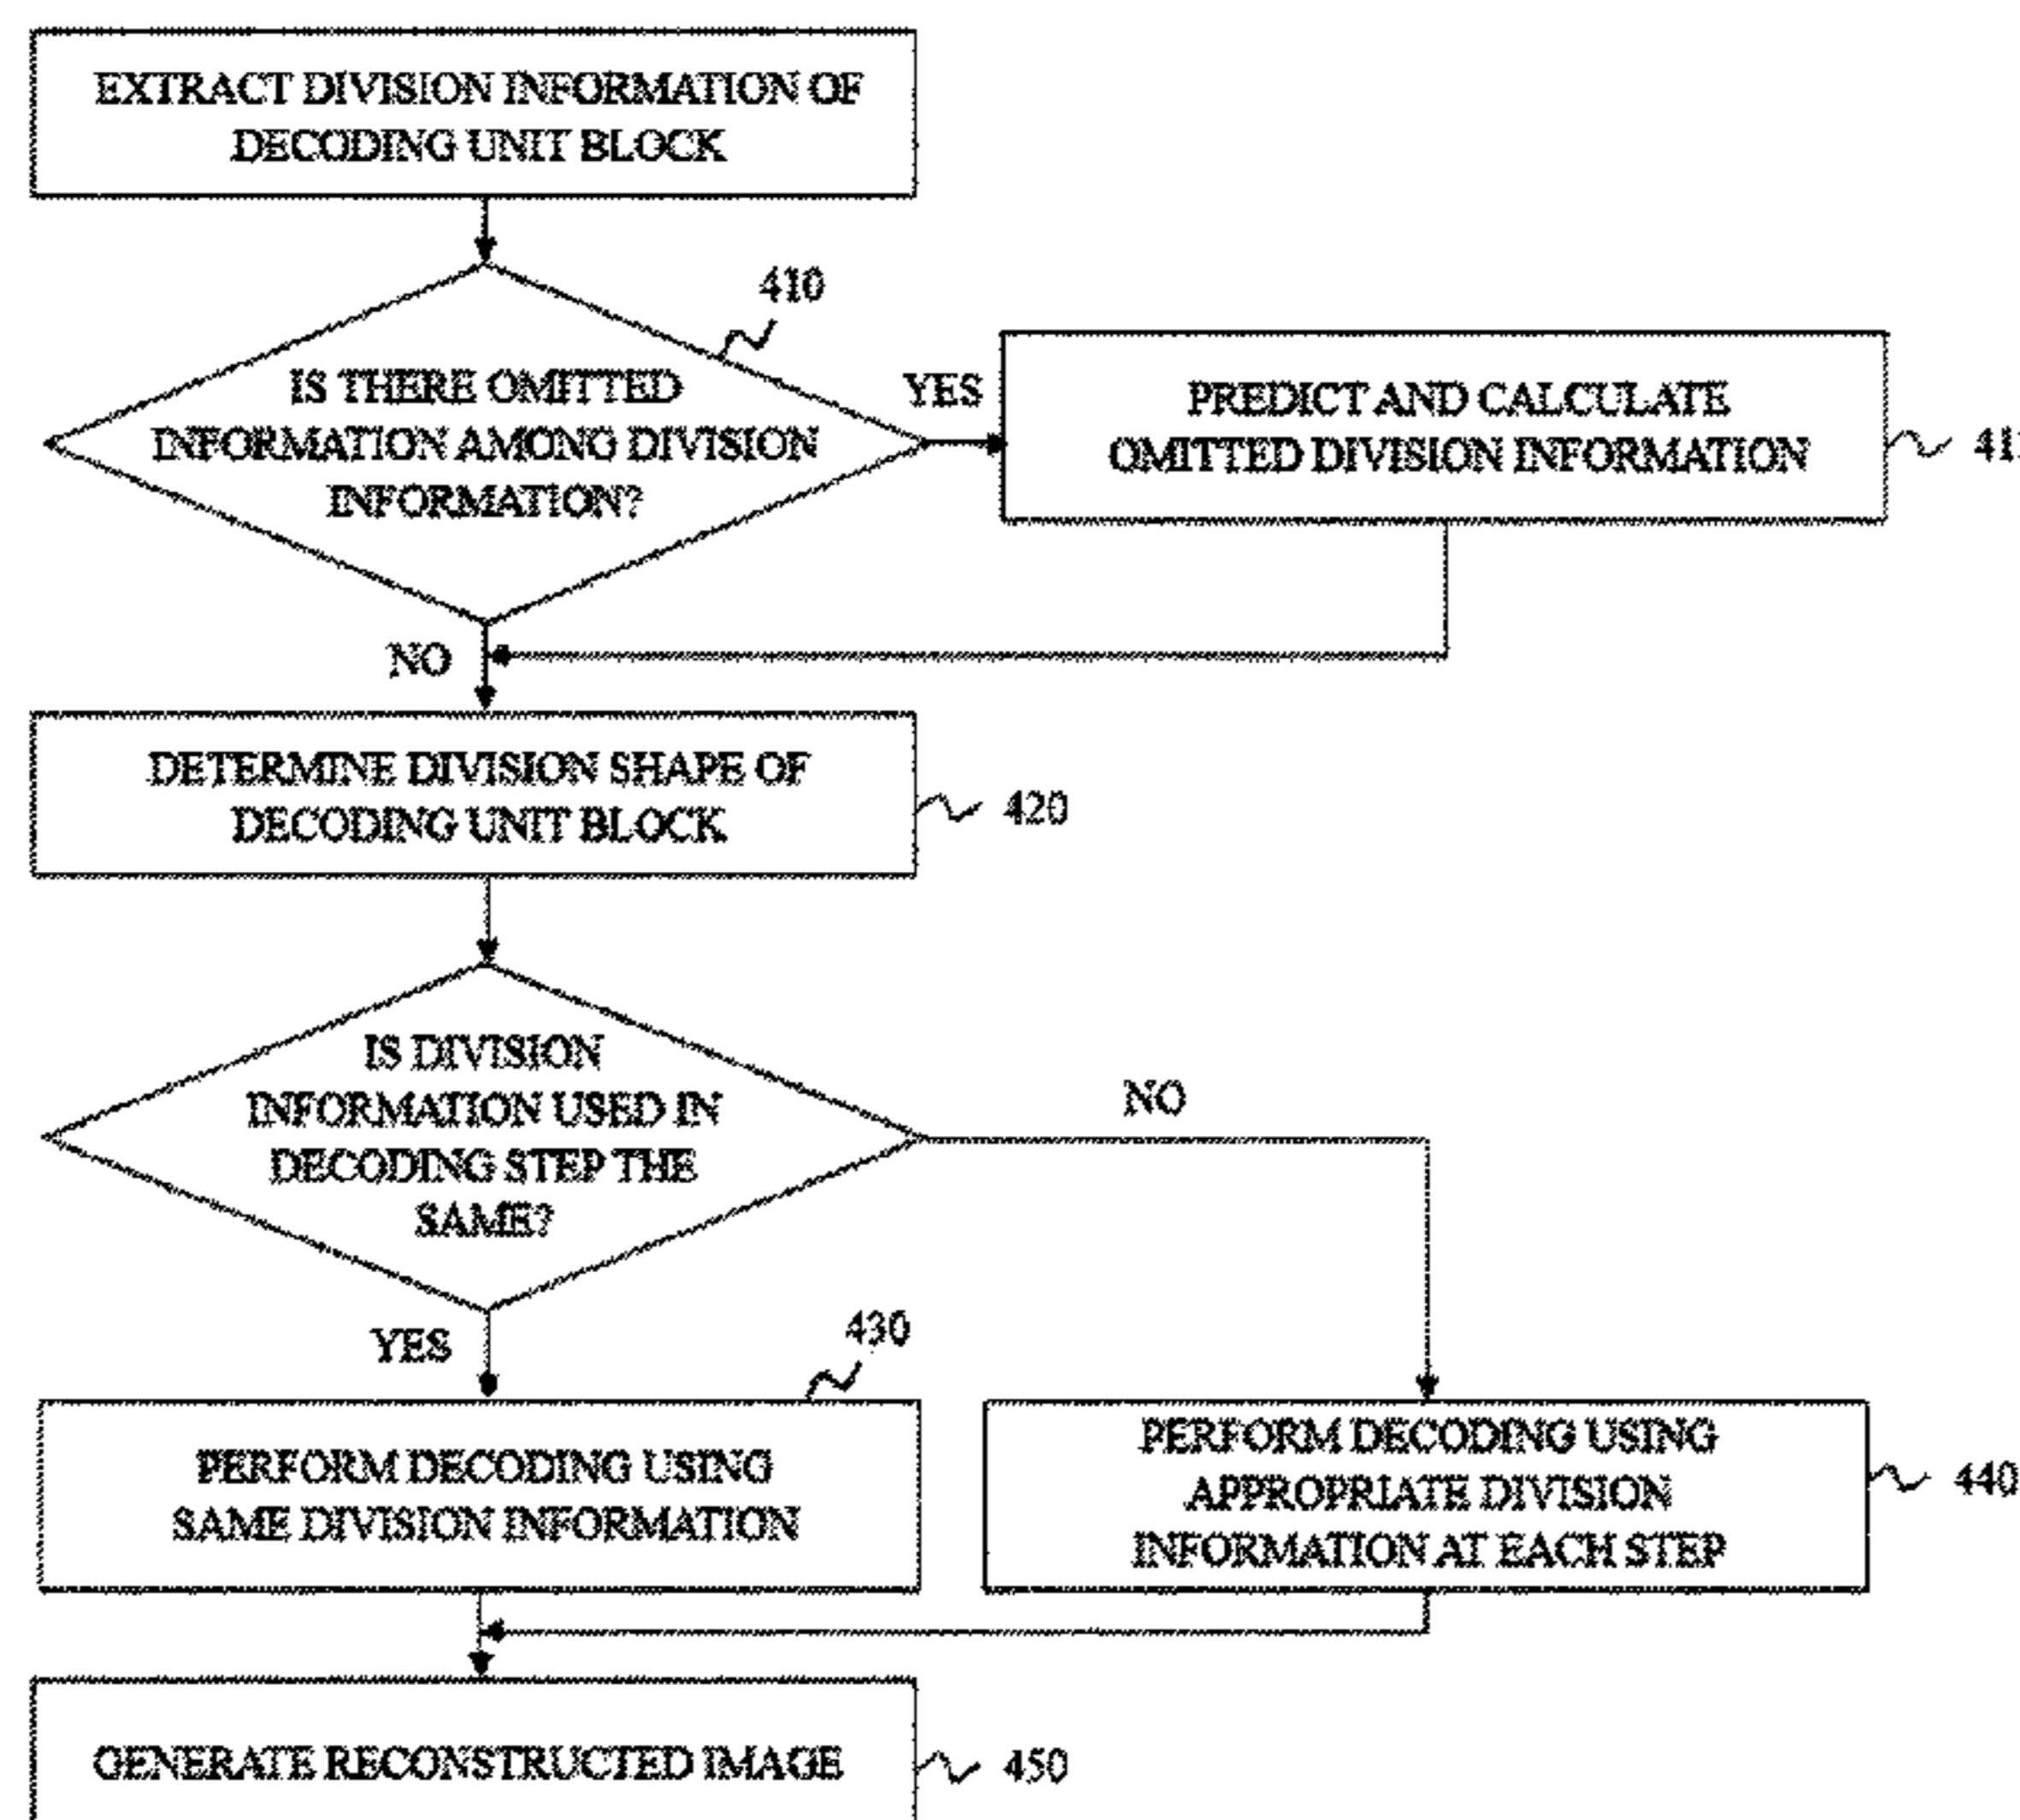 EXTRACT DIVISION INFORMATION OF
DECODING UNIT BLOCK
410
IS THERE OMITTED
INFORMATION AMONG DIVISION
INFORMATION?
YES
PREDICT AND CALCULATE
OMITTED DIVISION INFORMATION
NO
DETERMINE DIVISION SHAPE OF
DECODING UNIT BLOCK
420
IS DIVISION
INFORMATION USED IN
DECODING STEP THE
SAME?
NO
YES
430
PERFORM DECODING USING
SAME DIVISION INFORMATION
PERFORM DECODING USING
APPROPRIATE DIVISION
INFORMATION AT EACH STEP
440
GENERATE RECONSTRUCTED IMAGE
450